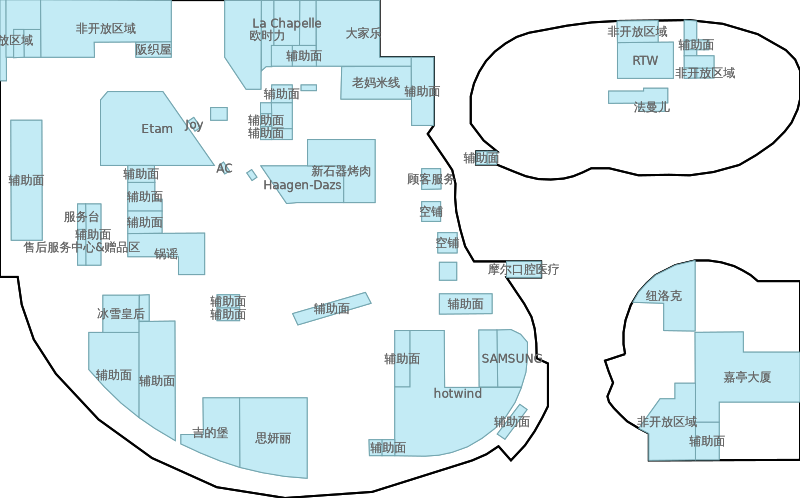 非开放区域
放区域
阪织屋
La Chapelle
欧时力
大家乐
辅助面
老妈米线
辅助面
辅助面
辅助面
辅助面
Etam
Joy
AC
新石器烤肉
Haagen-Dazs
辅助面
辅助面
辅助面
辅助面
服务台
辅助面
售后服务中心&赠品区
锅谣
顾客服务
空铺
空铺
摩尔口腔医疗
辅助面
辅助面
辅助面
辅助面
冰雪皇后
辅助面
辅助面
辅助面
SAMSUNG
hotwind
辅助面
辅助面
吉的堡
思妍丽
非开放区域
辅助面
RTW
非开放区域
法曼儿
辅助面
纽洛克
嘉亭大厦
非开放区域
辅助面